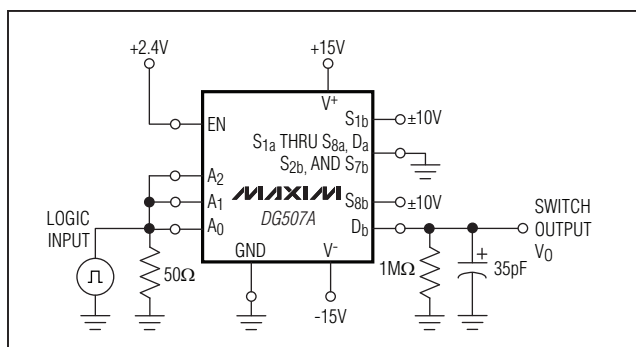 +2.4V
+15V
V+
EN
S1b
±10V
S1a THRU S8a, Da
S2b, AND S7b
A2
A1
A0
MAXIM
DG507A
S8b
±10V
Db
LOGIC
INPUT
50Ω
GND
V-
-15V
1MΩ
+
35pF
SWITCH
OUTPUT
VO